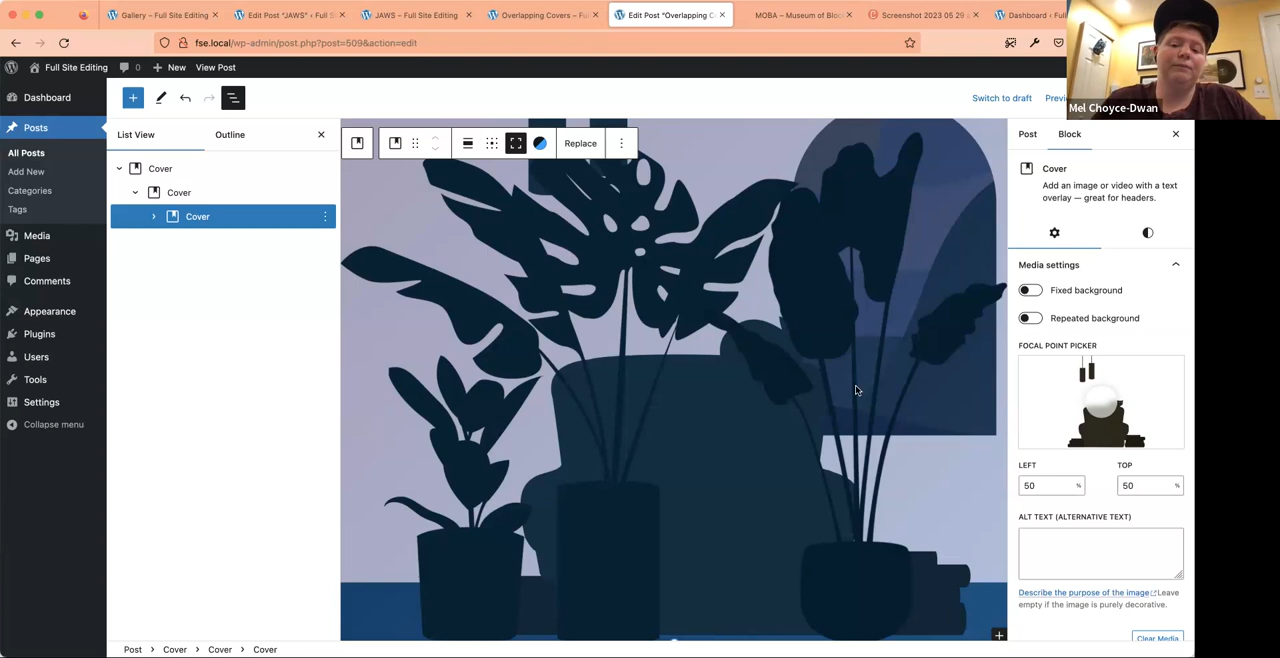 Gallery – Full Site Editing
Edit Post "JAWS" ‹ Full S
JAWS – Full Site Editing
Overlapping Covers – Full
Edit Post "Overlapping C
MOBA – Museum of Bloc
Screenshot 2023 05 29
Dashboard ‹ Ful
fse.local/wp-admin/post.php?post=509&action=edit
Full Site Editing
0
New
View Post
Mel Choyce-Dwan
Dashboard
Posts
All Posts
Add New
Categories
Tags
Media
Pages
Comments
Appearance
Plugins
Users
Tools
Settings
Collapse menu
Switch to draft
Previ
List View
Outline
Cover
Cover
Cover
Replace
Post
Block
Cover
Add an image or video with a text
overlay — great for headers.
Media settings
Fixed background
Repeated background
FOCAL POINT PICKER
LEFT
TOP
50 %
50 %
ALT TEXT (ALTERNATIVE TEXT)
Describe the purpose of the image Leave
empty if the image is purely decorative.
Clear Media
Post > Cover > Cover > Cover